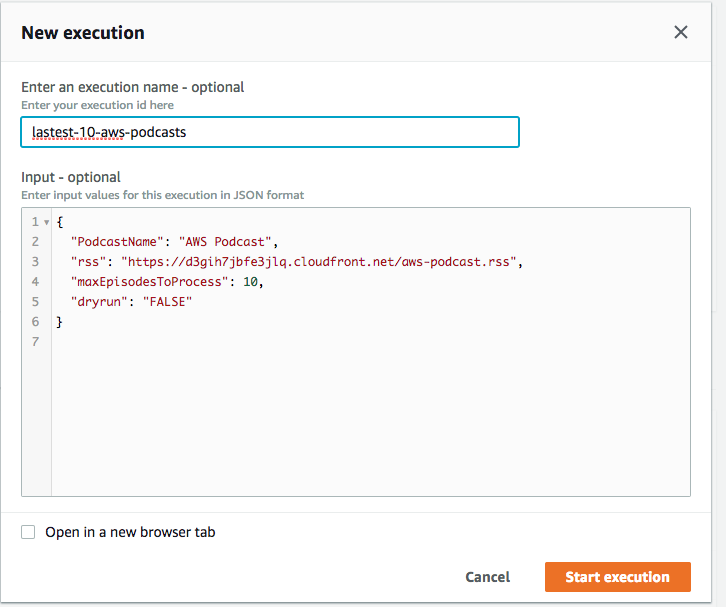 New execution
Enter an execution name - optional
Enter your execution id here
lastest-10-aws-podcasts
Input - optional
Enter input values for this execution in JSON format
1 {
2 "PodcastName": "AWS Podcast",
3 "rss": "https://d3gih7jbfe3jlq.cloudfront.net/aws-podcast.rss",
4 "maxEpisodesToProcess": 10,
5 "dryrun": "FALSE"
6 }
7
Open in a new browser tab
Cancel Start execution